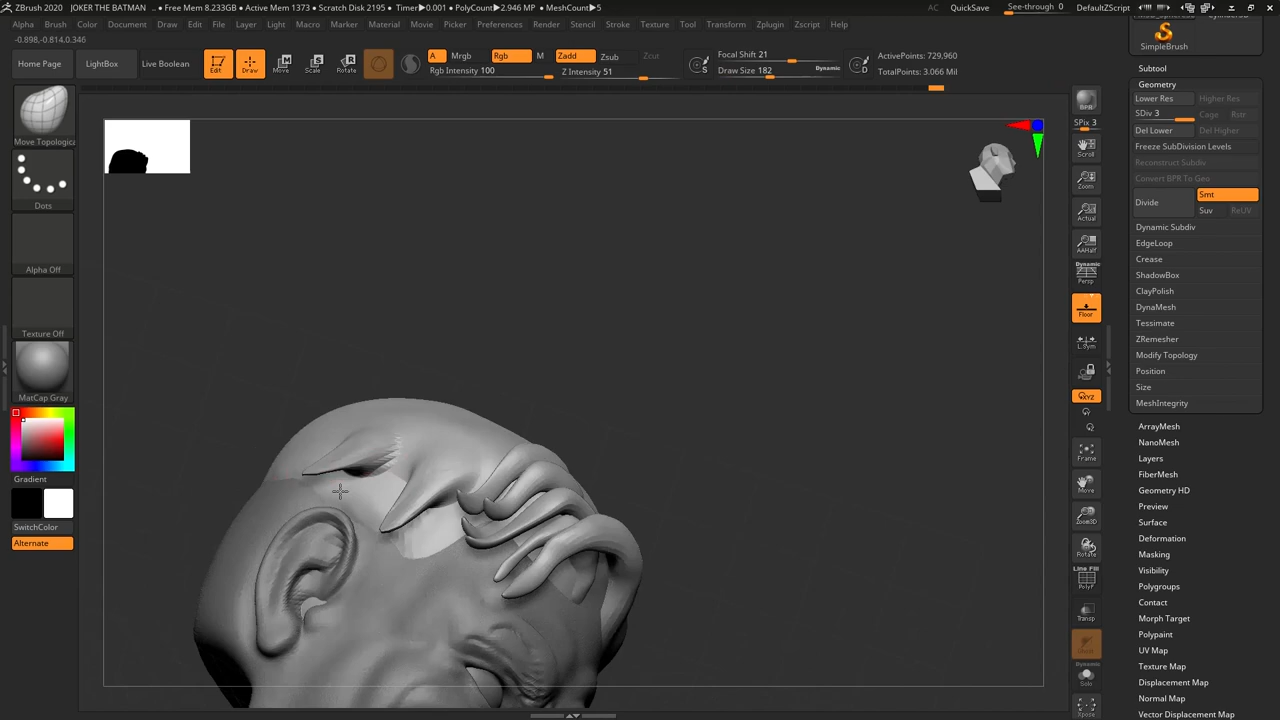 ZBrush 2020 JOKER THE BATMAN .. • Free Mem 8.233GB • Active Mem 1373 • Scratch Disk 2195 • Timer▶0.001 • PolyCount▶2.946 MP • MeshCount▶5 AC QuickSave See-through 0 DefaultZScript
Alpha Brush Color Document Draw Edit File Layer Light Macro Marker Material Movie Picker Preferences Render Stencil Stroke Texture Tool Transform Zplugin Zscript Help
-0.898,-0.814,0.346
Home Page LightBox Live Boolean Edit Draw Move Scale Rotate
A Mrgb Rgb M Zadd Zsub Zcut
Rgb Intensity 100 Z Intensity 51
S Focal Shift 21
Draw Size 182 Dynamic
D ActivePoints: 729,960
TotalPoints: 3.066 Mil
Move Topologica
Dots
Alpha Off
Texture Off
MatCap Gray
Gradient
SwitchColor
Alternate
BPR
SPix 3
Scroll
Zoom
Actual
AAHalf
Dynamic
Persp
Floor
L.Sym
XYZ
Frame
Move
Zoom3D
Rotate
Line Fill
PolyF
Transp
Dynamic
Solo
Xpose
SimpleBrush
Subtool
Geometry
Lower Res Higher Res
SDiv 3 Cage Rstr
Del Lower Del Higher
Freeze SubDivision Levels
Reconstruct Subdiv
Convert BPR To Geo
Divide Smt
Suv ReUV
Dynamic Subdiv
EdgeLoop
Crease
ShadowBox
ClayPolish
DynaMesh
Tessimate
ZRemesher
Modify Topology
Position
Size
MeshIntegrity
ArrayMesh
NanoMesh
Layers
FiberMesh
Geometry HD
Preview
Surface
Deformation
Masking
Visibility
Polygroups
Contact
Morph Target
Polypaint
UV Map
Texture Map
Displacement Map
Normal Map
Vector Displacement Map